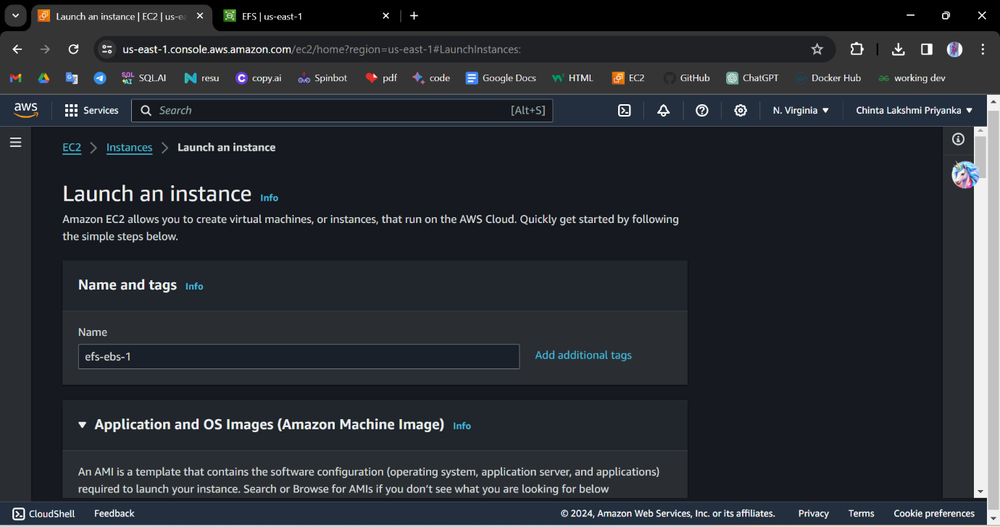 Launch an instance | EC2 | us-ea
EFS | us-east-1
us-east-1.console.aws.amazon.com/ec2/home?region=us-east-1#LaunchInstances:
SQL AI SQLAI resu copy.ai Spinbot pdf code Google Docs HTML EC2 GitHub ChatGPT Docker Hub working dev
aws Services Search [Alt+S] N. Virginia Chinta Lakshmi Priyanka
EC2 Instances Launch an instance
Launch an instance Info
Amazon EC2 allows you to create virtual machines, or instances, that run on the AWS Cloud. Quickly get started by following
the simple steps below.
Name and tags Info
Name
efs-ebs-1 Add additional tags
Application and OS Images (Amazon Machine Image) Info
An AMI is a template that contains the software configuration (operating system, application server, and applications)
required to launch your instance. Search or Browse for AMIs if you don’t see what you are looking for below
CloudShell Feedback © 2024, Amazon Web Services, Inc. or its affiliates. Privacy Terms Cookie preferences